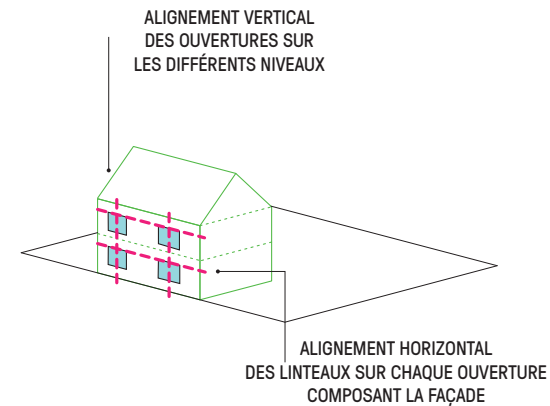 ALIGNEMENT VERTICAL
DES OUVERTURES SUR
LES DIFFÉRENTS NIVEAUX
ALIGNEMENT HORIZONTAL
DES LINTEAUX SUR CHAQUE OUVERTURE
COMPOSANT LA FAÇADE